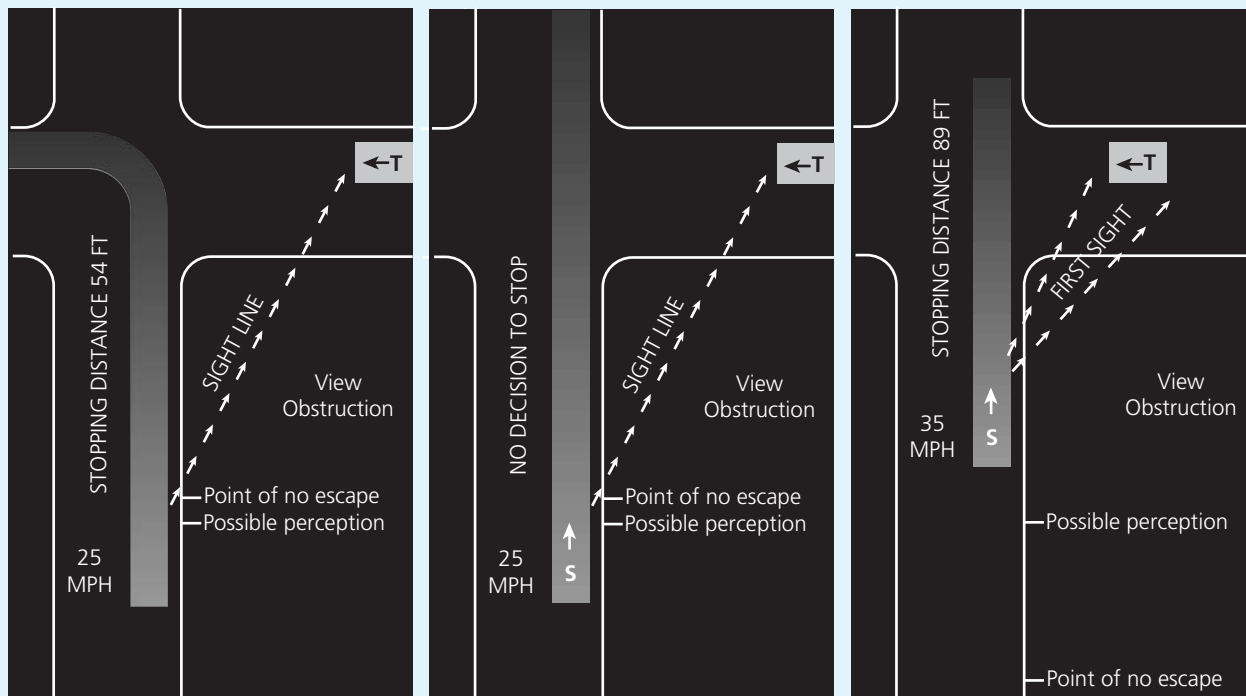 STOPPING DISTANCE 54 FT
SIGHT LINE
T
View
Obstruction
Point of no escape
Possible perception
25
MPH
NO DECISION TO STOP
SIGHT LINE
T
View
Obstruction
Point of no escape
Possible perception
25
MPH
S
STOPPING DISTANCE 89 FT
FIRST SIGHT
T
View
Obstruction
35
MPH
S
Possible perception
Point of no escape